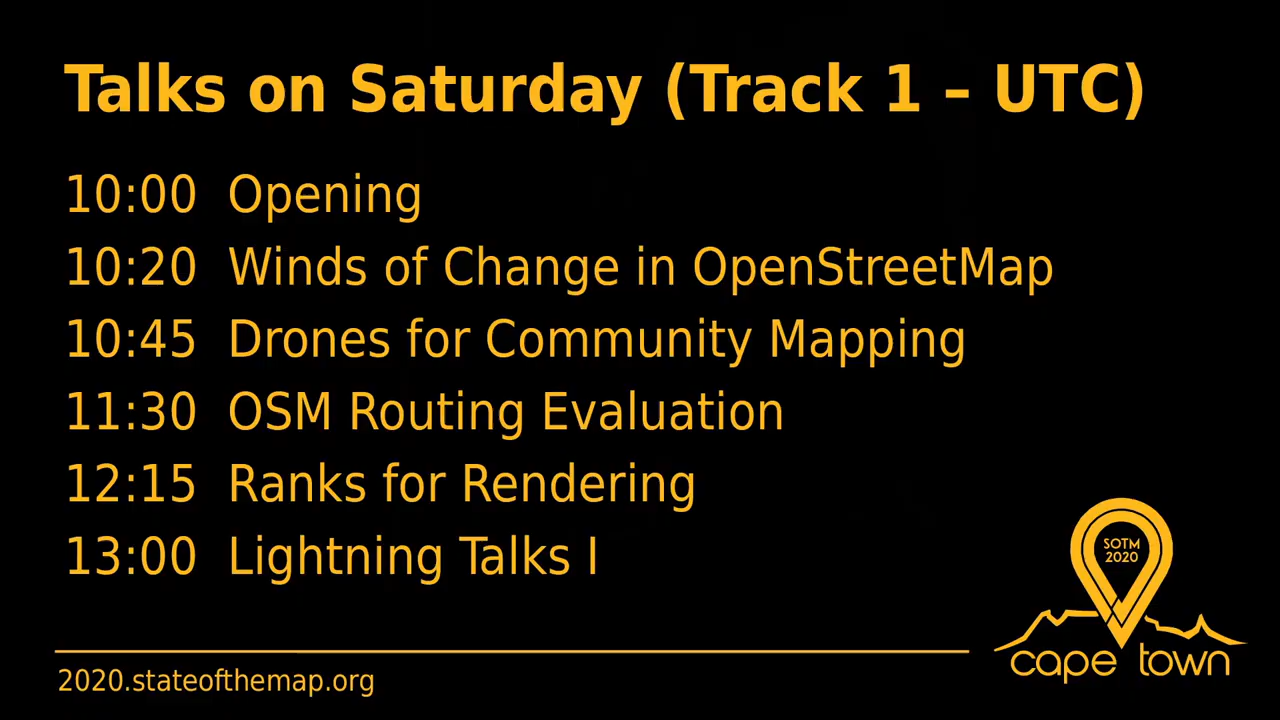 Talks on Saturday (Track 1 – UTC)
10:00 Opening
10:20 Winds of Change in OpenStreetMap
10:45 Drones for Community Mapping
11:30 OSM Routing Evaluation
12:15 Ranks for Rendering
13:00 Lightning Talks I
SOTM
2020
cape town
2020.stateofthemap.org